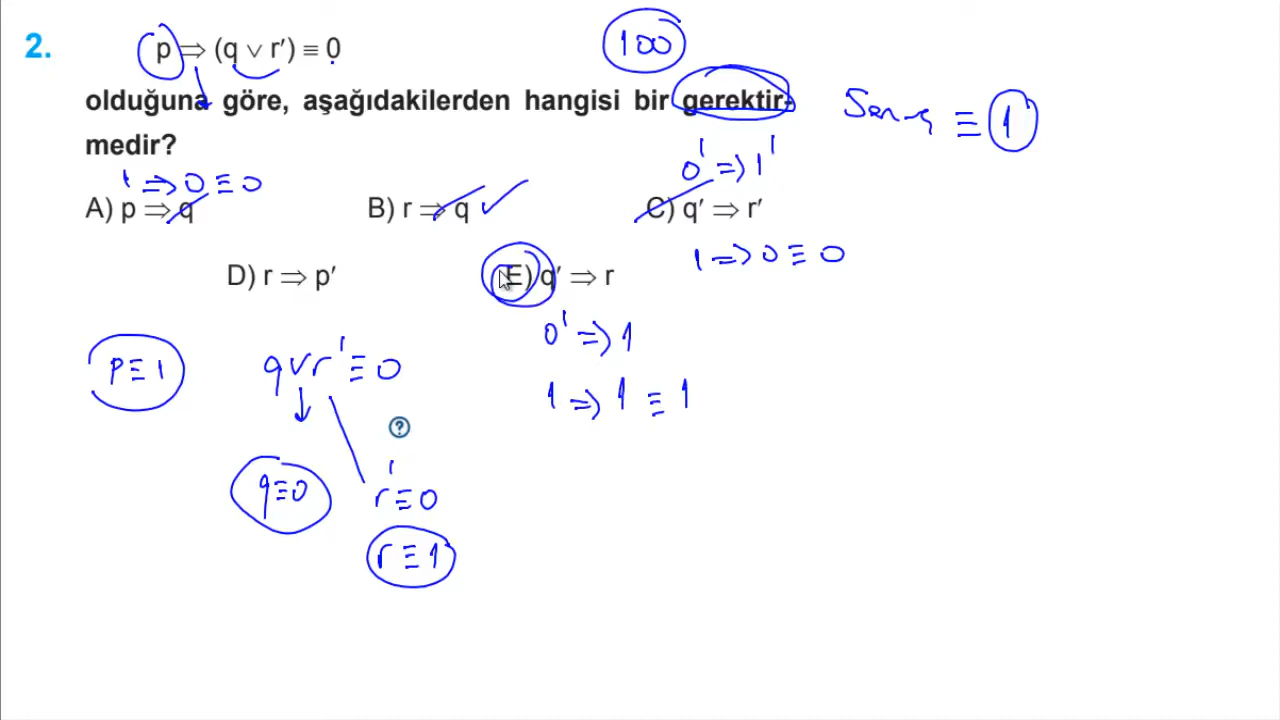 100
2. p ⇒ (q ∨ r′) ≡ 0
olduğuna göre, aşağıdakilerden hangisi bir gerektir-
medir?
Sonuç ≡ 1
1 ⇒ 0 ≡ 0
0′ ⇒ 1′
A) p ⇒ q B) r ⇒ q ✓ C) q′ ⇒ r′
1 ⇒ 0 ≡ 0
D) r ⇒ p′ E) q′ ⇒ r
0′ ⇒ 1
p ≡ 1 q ∨ r′ ≡ 0
1 ⇒ 1 ≡ 1
q ≡ 0 r′ ≡ 0
r ≡ 1